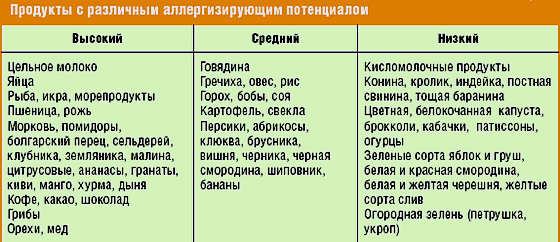 Продукты с различным аллергизирующим потенциалом
Высокий
Цельное молоко
Яйца
Рыба, икра, морепродукты
Пшеница, рожь
Морковь, помидоры,
болгарский перец, сельдерей,
клубника, земляника, малина,
цитрусовые, ананасы, гранаты,
киви, манго, хурма, дыня
Кофе, какао, шоколад
Грибы
Орехи, мед
Средний
Говядина
Гречиха, овес, рис
Горох, бобы, соя
Картофель, свекла
Персики, абрикосы,
клюква, брусника,
вишня, черника, черная
смородина, шиповник,
бананы
Низкий
Кисломолочные продукты
Конина, кролик, индейка, постная
свинина, тощая баранина
Цветная, белокочанная капуста,
брокколи, кабачки, патиссоны,
огурцы
Зеленые сорта яблок и груш,
белая и красная смородина,
белая и желтая черешня, желтые
сорта слив
Огородная зелень (петрушка,
укроп)